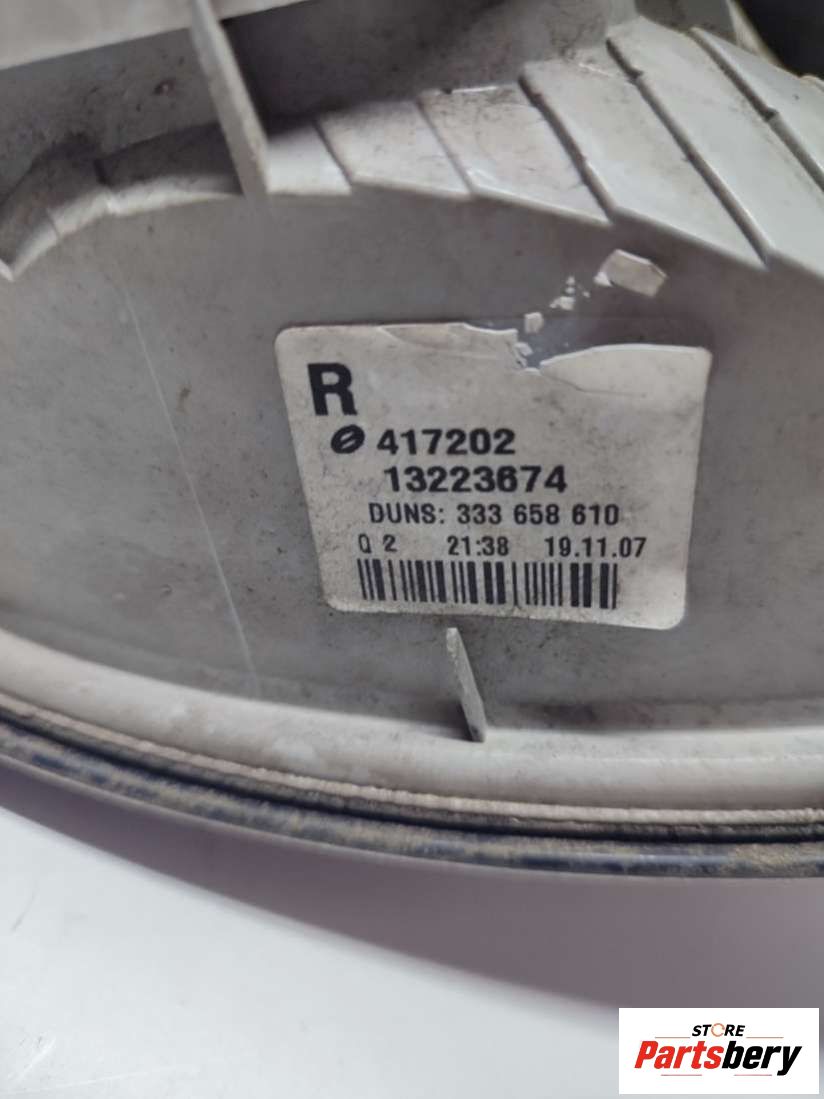 R
417202
13223674
DUNS: 333 658 610
Q 2 21:38 19.11.07
STORE
Partsbery